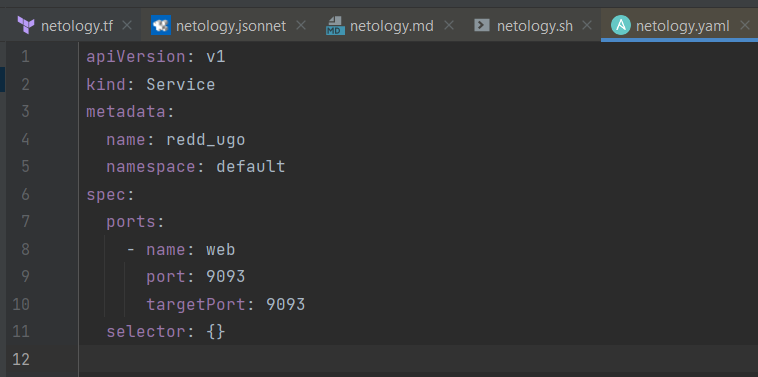 netology.tf netology.jsonnet netology.md netology.sh netology.yaml
1 apiVersion: v1
2 kind: Service
3 metadata:
4   name: redd_ugo
5   namespace: default
6 spec:
7   ports:
8     - name: web
9       port: 9093
10       targetPort: 9093
11   selector: {}
12